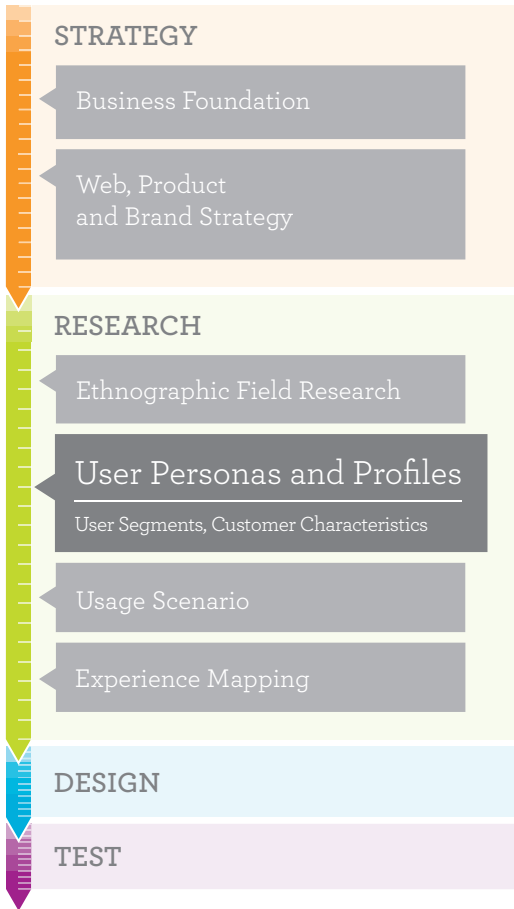 STRATEGY
Business Foundation
Web, Product
and Brand Strategy
RESEARCH
Ethnographic Field Research
User Personas and Profiles
User Segments, Customer Characteristics
Usage Scenario
Experience Mapping
DESIGN
TEST